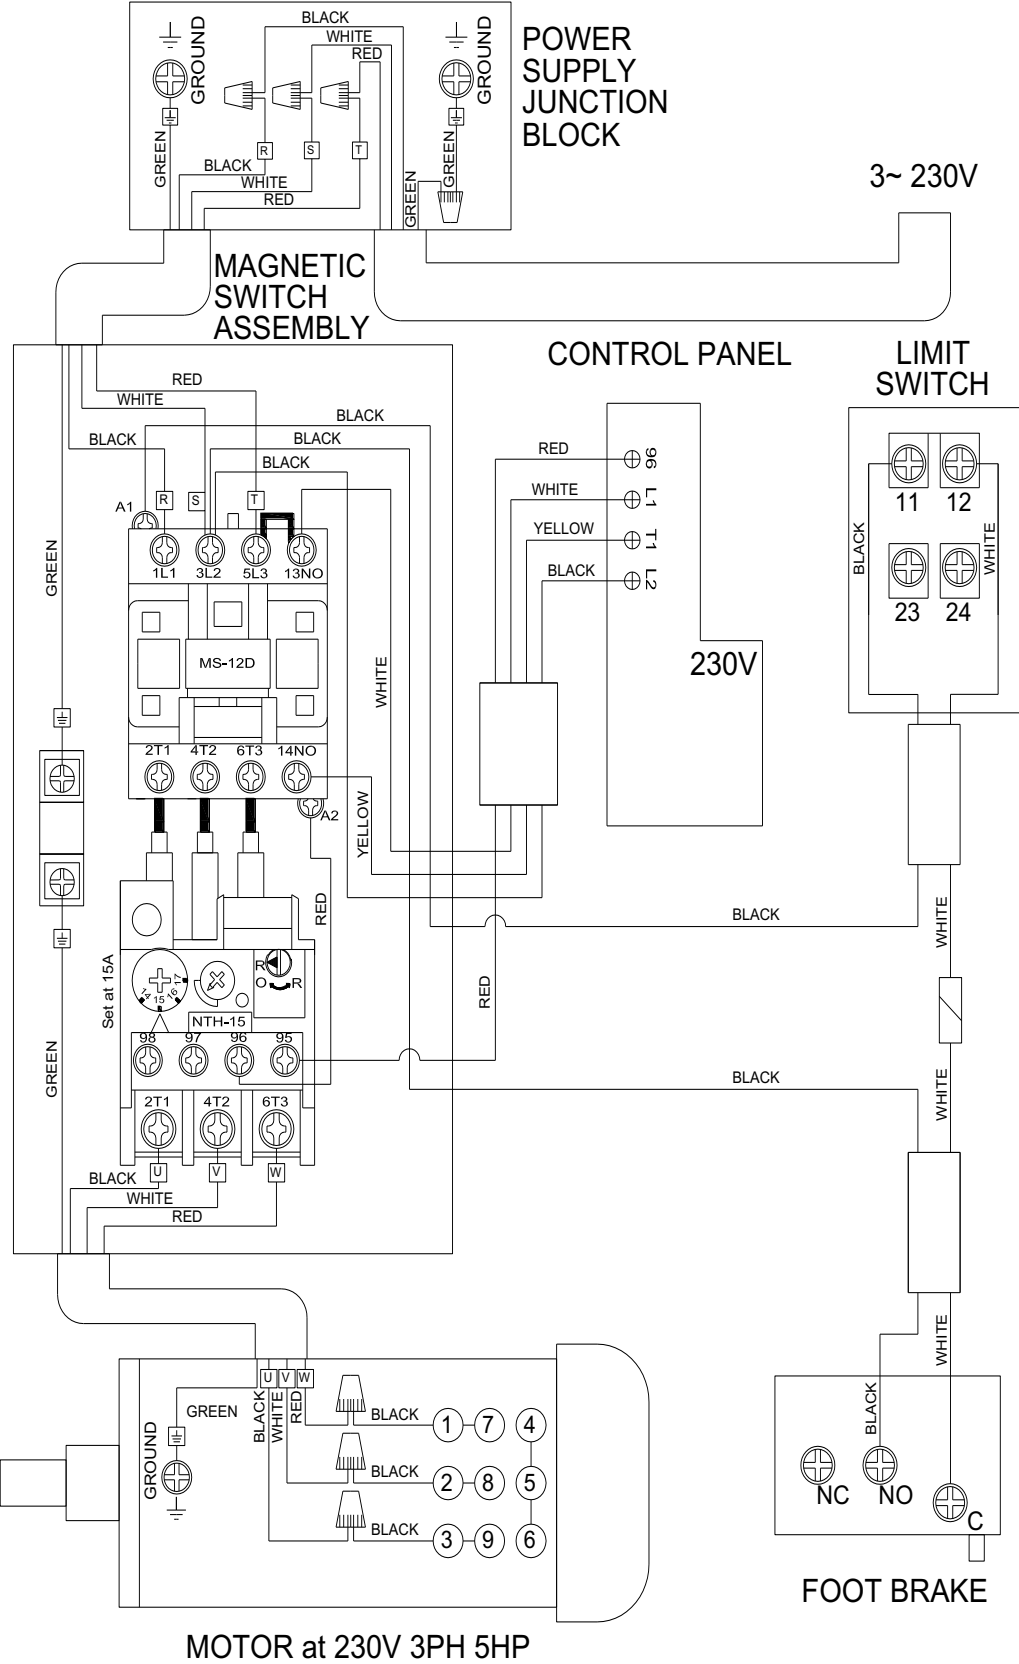 BLACK
WHITE
RED
GROUND
GROUND
POWER
SUPPLY
JUNCTION
BLOCK
GREEN
GREEN
R
S
T
BLACK
WHITE
RED
GREEN
3~ 230V
MAGNETIC
SWITCH
ASSEMBLY
CONTROL PANEL
LIMIT
SWITCH
RED
WHITE
BLACK
BLACK
BLACK
BLACK
R
S
T
A1
1L1
3L2
5L3
13NO
RED
WHITE
YELLOW
BLACK
96
L1
T1
L2
230V
11
12
23
24
BLACK
WHITE
GREEN
MS-12D
WHITE
2T1
4T2
6T3
14NO
A2
YELLOW
RED
BLACK
WHITE
Set at 15A
14
15
16
17
R
O
R
NTH-15
RED
98
97
96
95
GREEN
BLACK
WHITE
2T1
4T2
6T3
U
V
W
BLACK
WHITE
RED
U
V
W
GREEN
BLACK
WHITE
RED
GROUND
BLACK
1
7
4
BLACK
2
8
5
BLACK
3
9
6
WHITE
BLACK
NC
NO
C
FOOT BRAKE
MOTOR at 230V 3PH 5HP